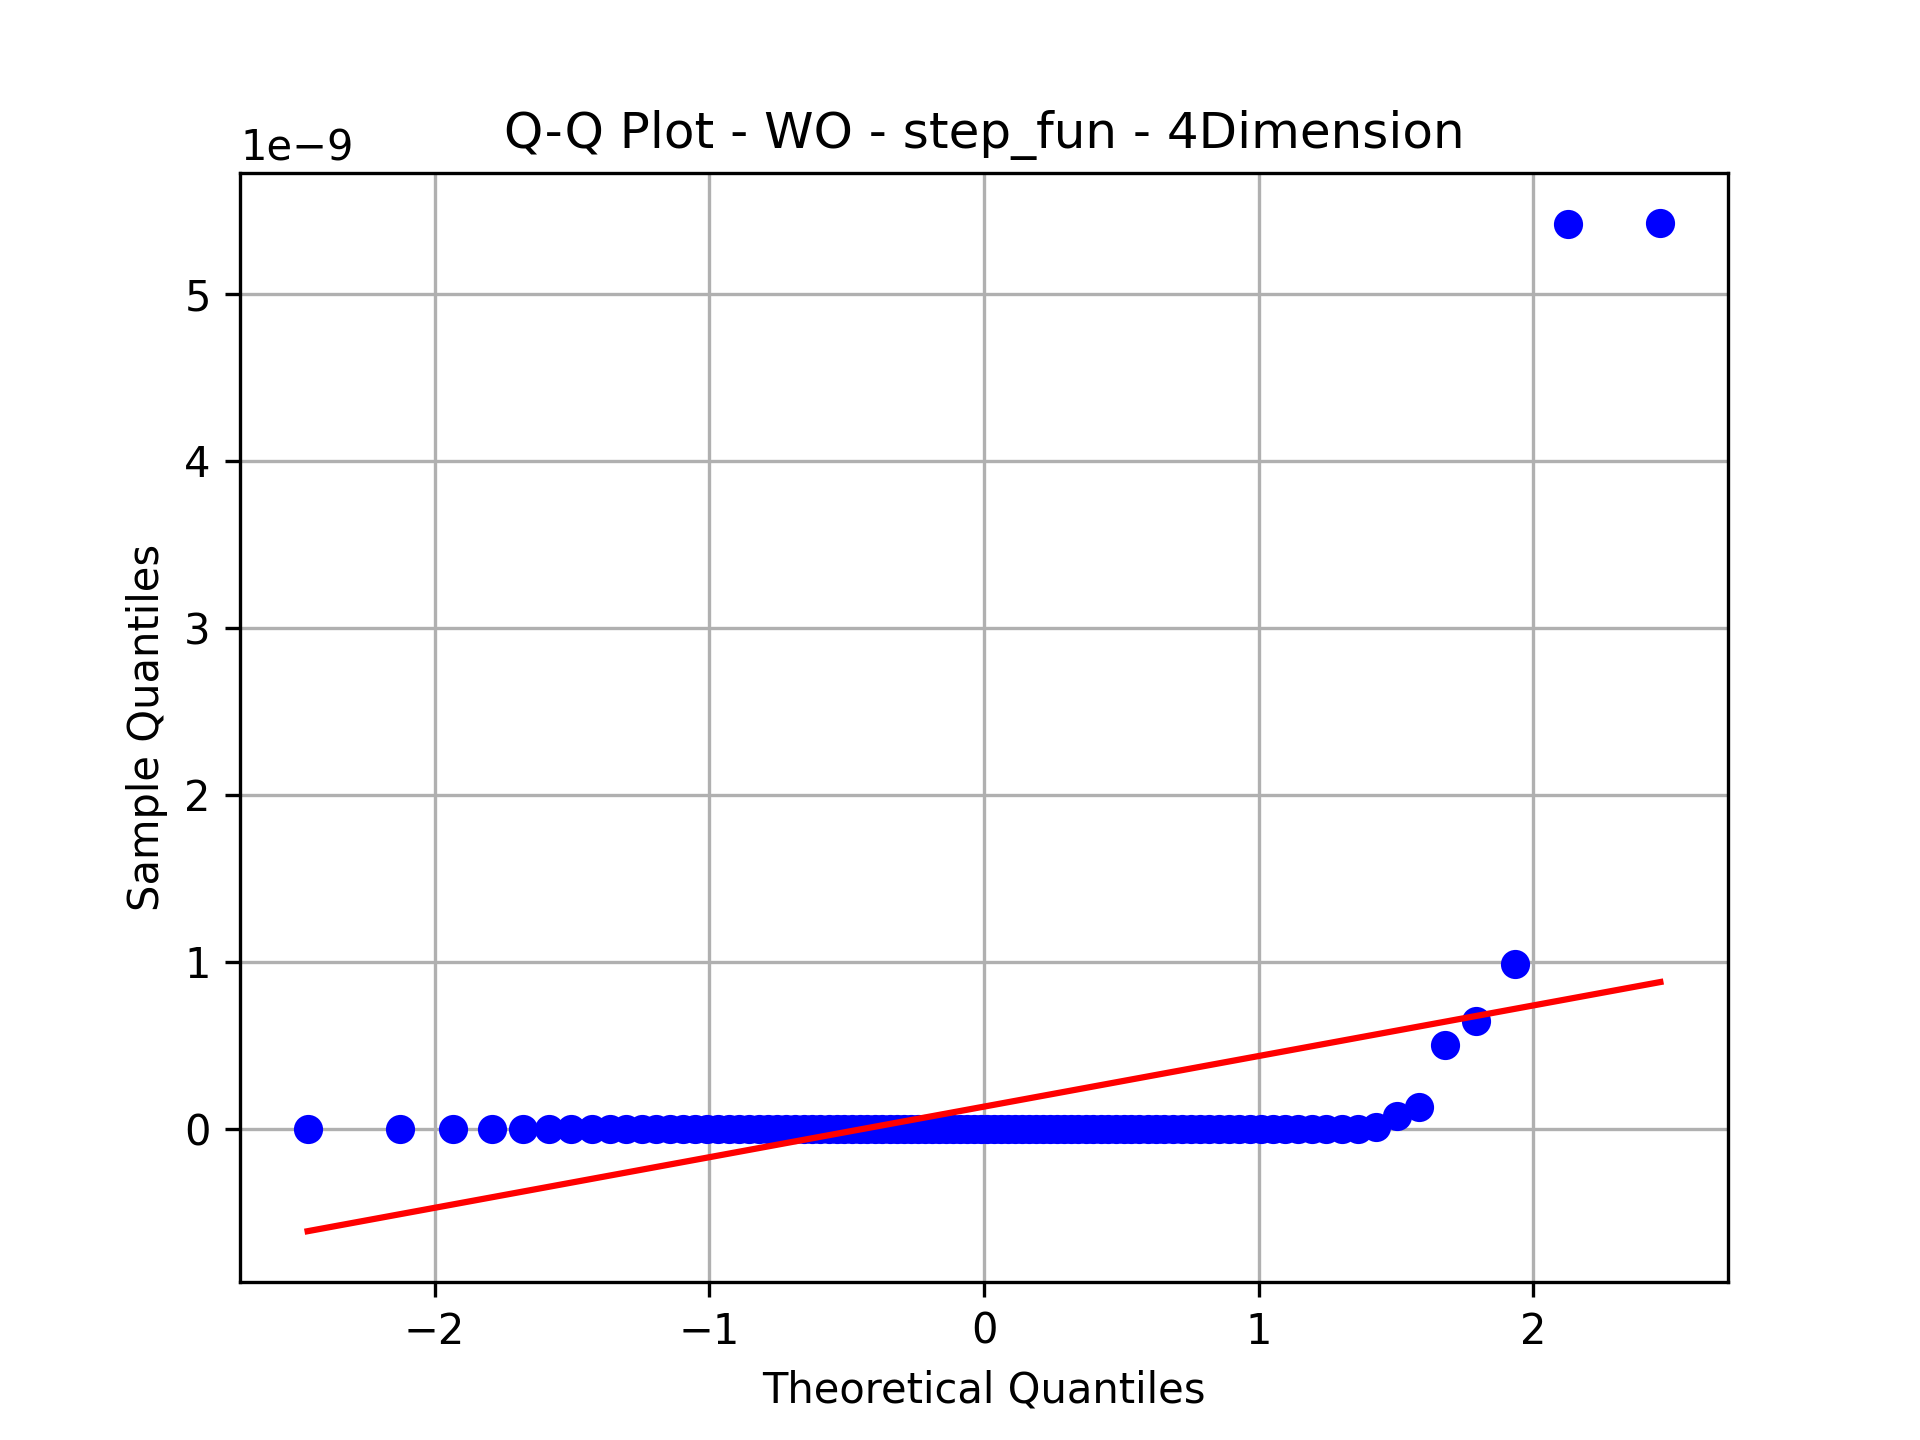 Q-Q Plot - WO - step_fun - 4Dimension
1e−9
5
4
3
2
1
0
Sample Quantiles
−2
−1
0
1
2
Theoretical Quantiles